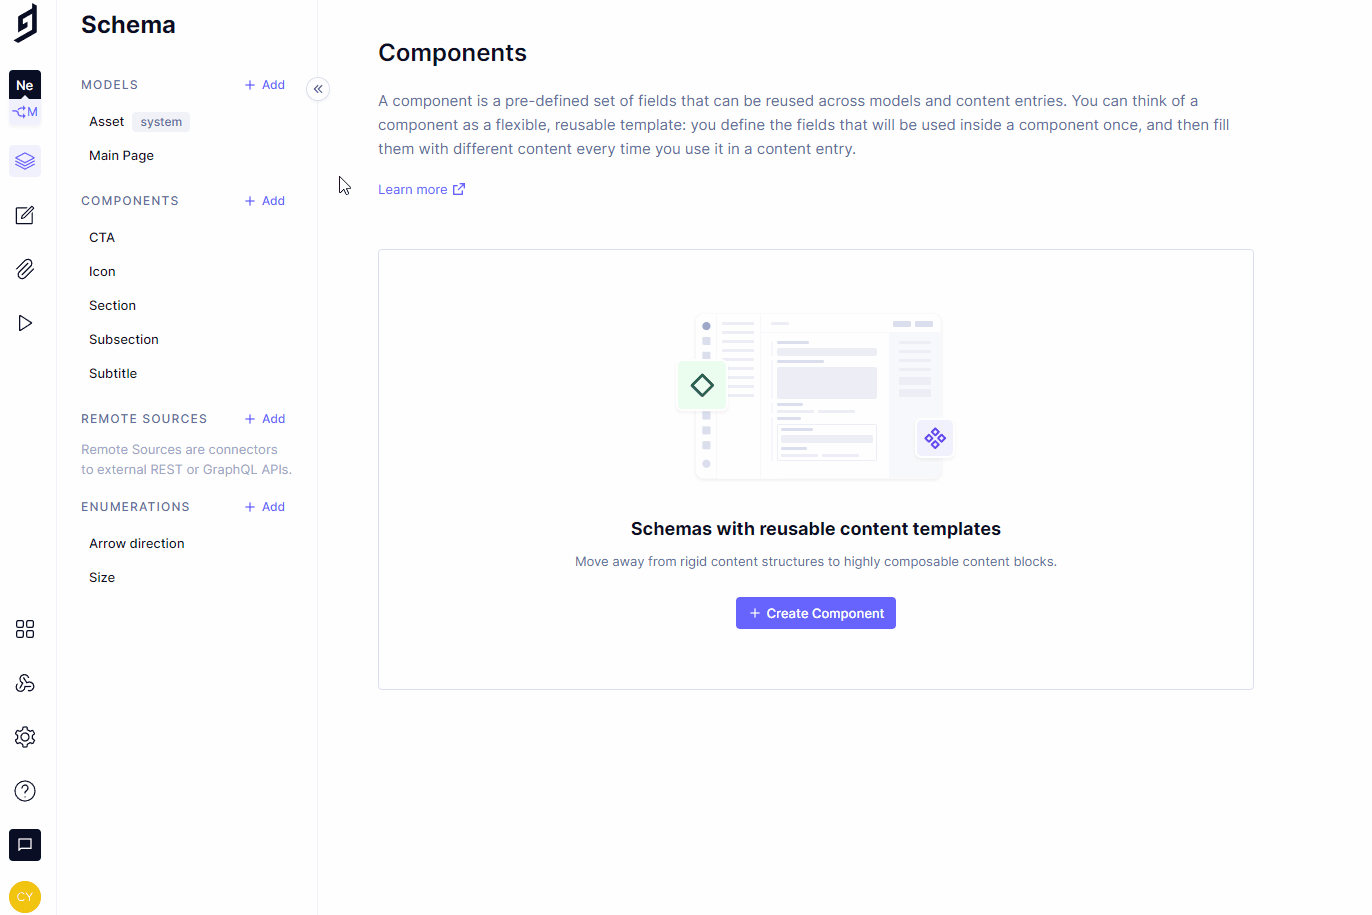 Schema
Ne
M
MODELS
+ Add
Asset system
Main Page
COMPONENTS
+ Add
CTA
Icon
Section
Subsection
Subtitle
REMOTE SOURCES
+ Add
Remote Sources are connectors
to external REST or GraphQL APIs.
ENUMERATIONS
+ Add
Arrow direction
Size
CY
Components
A component is a pre-defined set of fields that can be reused across models and content entries. You can think of a
component as a flexible, reusable template: you define the fields that will be used inside a component once, and then fill
them with different content every time you use it in a content entry.
Learn more
Schemas with reusable content templates
Move away from rigid content structures to highly composable content blocks.
+ Create Component